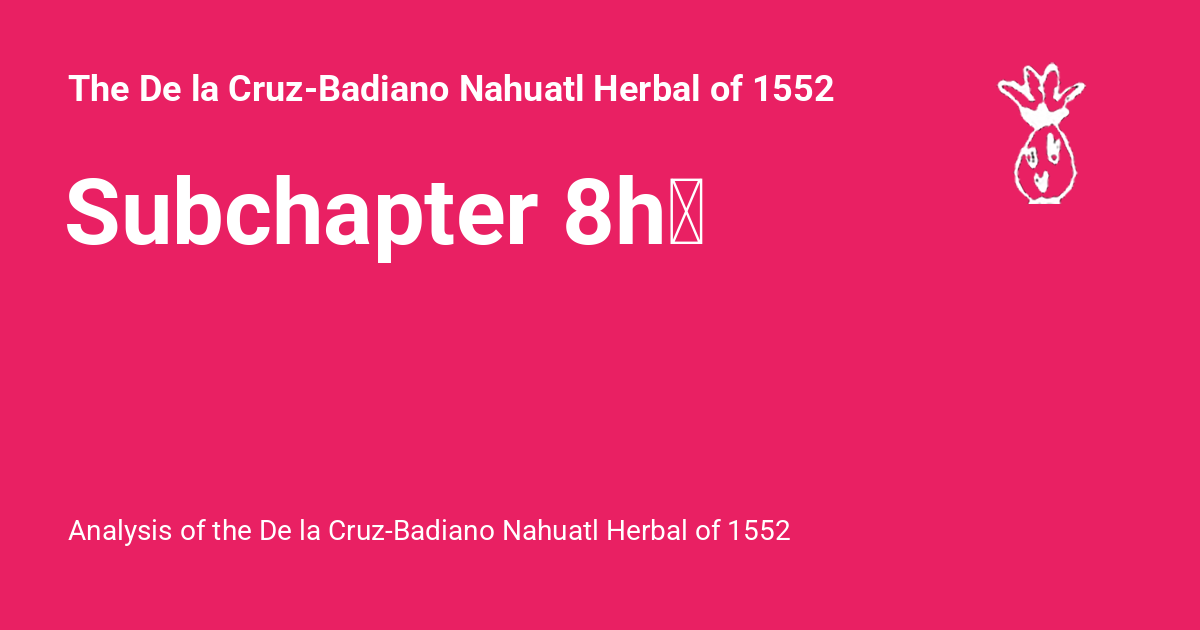 The De la Cruz-Badiano Nahuatl Herbal of 1552
Subchapter 8h
Analysis of the De la Cruz-Badiano Nahuatl Herbal of 1552